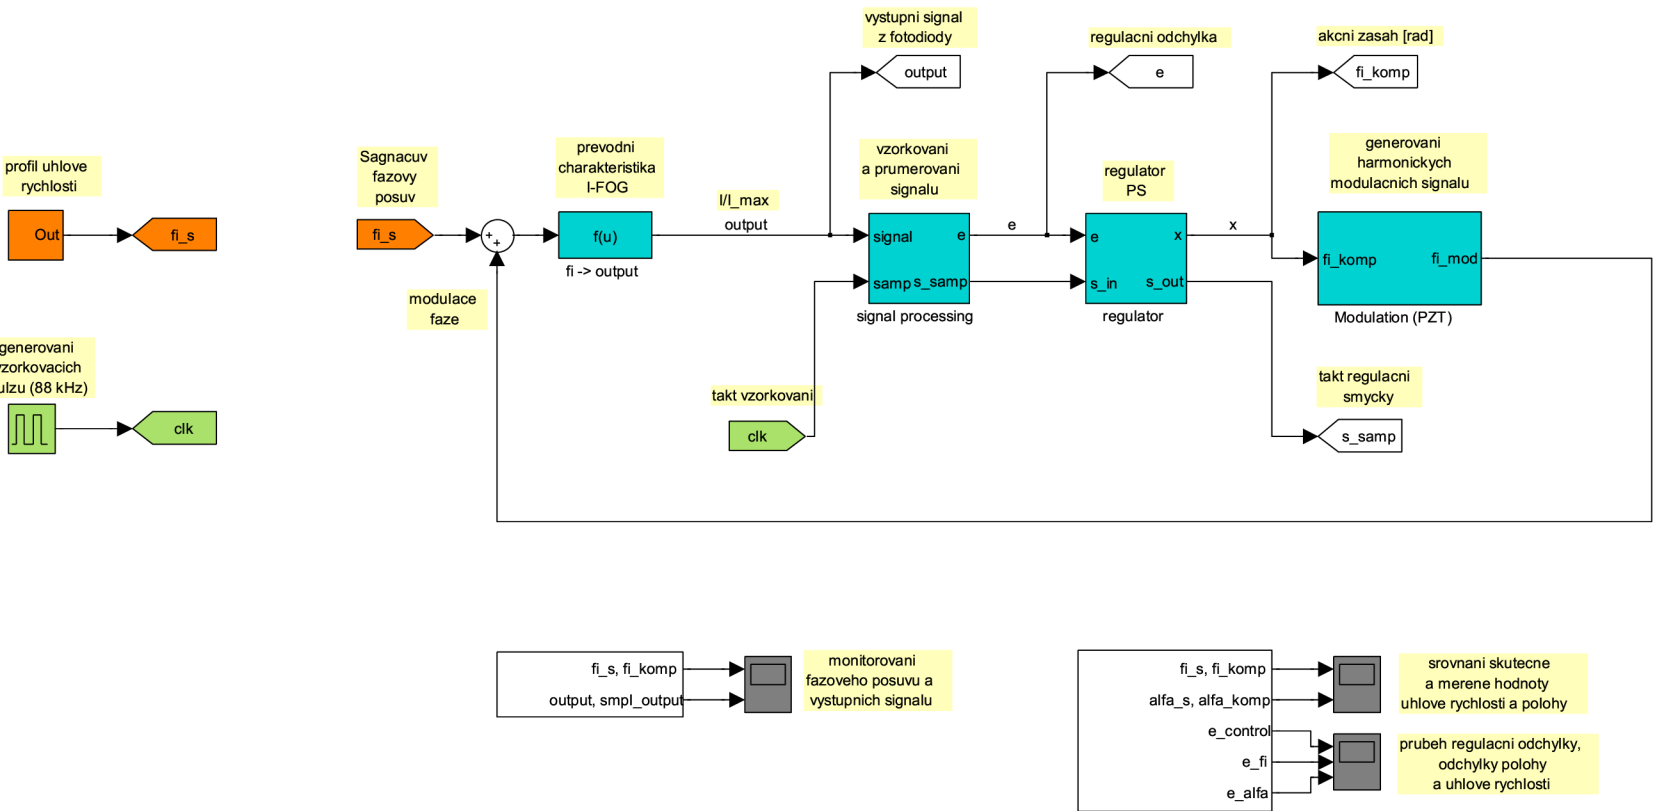 vystupni signal
z fotodiody
output
regulacni odchylka
e
akcni zasah [rad]
fi_komp
profil uhlove
rychlosti
Out
fi_s
Sagnacuv
fazovy
posuv
fi_s
+
+
prevodni
charakteristika
I-FOG
f(u)
fi -> output
I/I_max
output
vzorkovani
a prumerovani
signalu
signal
e
samp
s_samp
signal processing
e
regulator
PS
e
x
s_in
s_out
regulator
x
generovani
harmonickych
modulacnich signalu
fi_komp
fi_mod
Modulation (PZT)
modulace
faze
generovani
zorkovacich
ulzu (88 kHz)
clk
takt vzorkovani
clk
takt regulacni
smycky
s_samp
fi_s, fi_komp
output, smpl_output
monitorovani
fazoveho posuvu a
vystupnich signalu
fi_s, fi_komp
alfa_s, alfa_komp
e_control
e_fi
e_alfa
srovnani skutecne
a merene hodnoty
uhlove rychlosti a polohy
prubeh regulacni odchylky,
odchylky polohy
a uhlove rychlosti